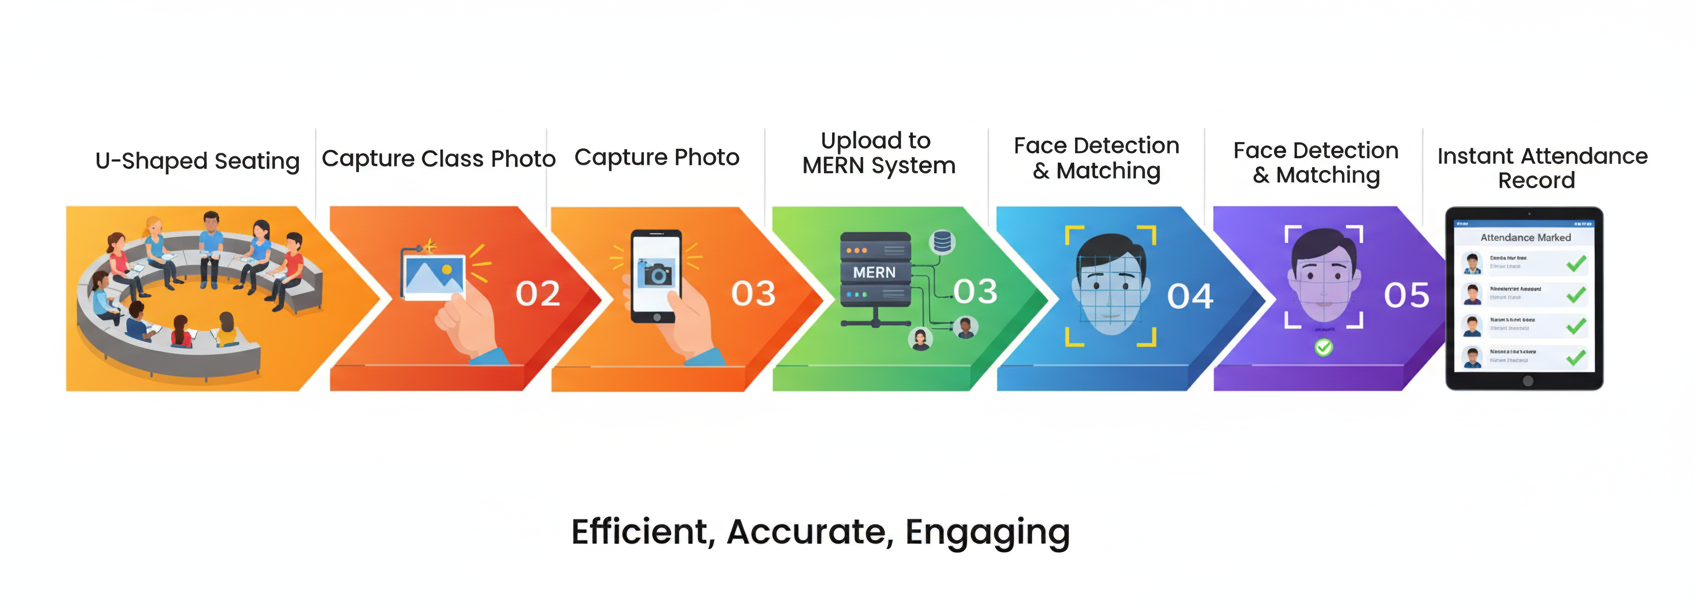 U-Shaped Seating
Capture Class Photo
Capture Photo
Upload to
MERN System
Face Detection
& Matching
Face Detection
& Matching
Instant Attendance
Record
02
03
MERN
03
04
05
Attendance Marked
Efficient, Accurate, Engaging